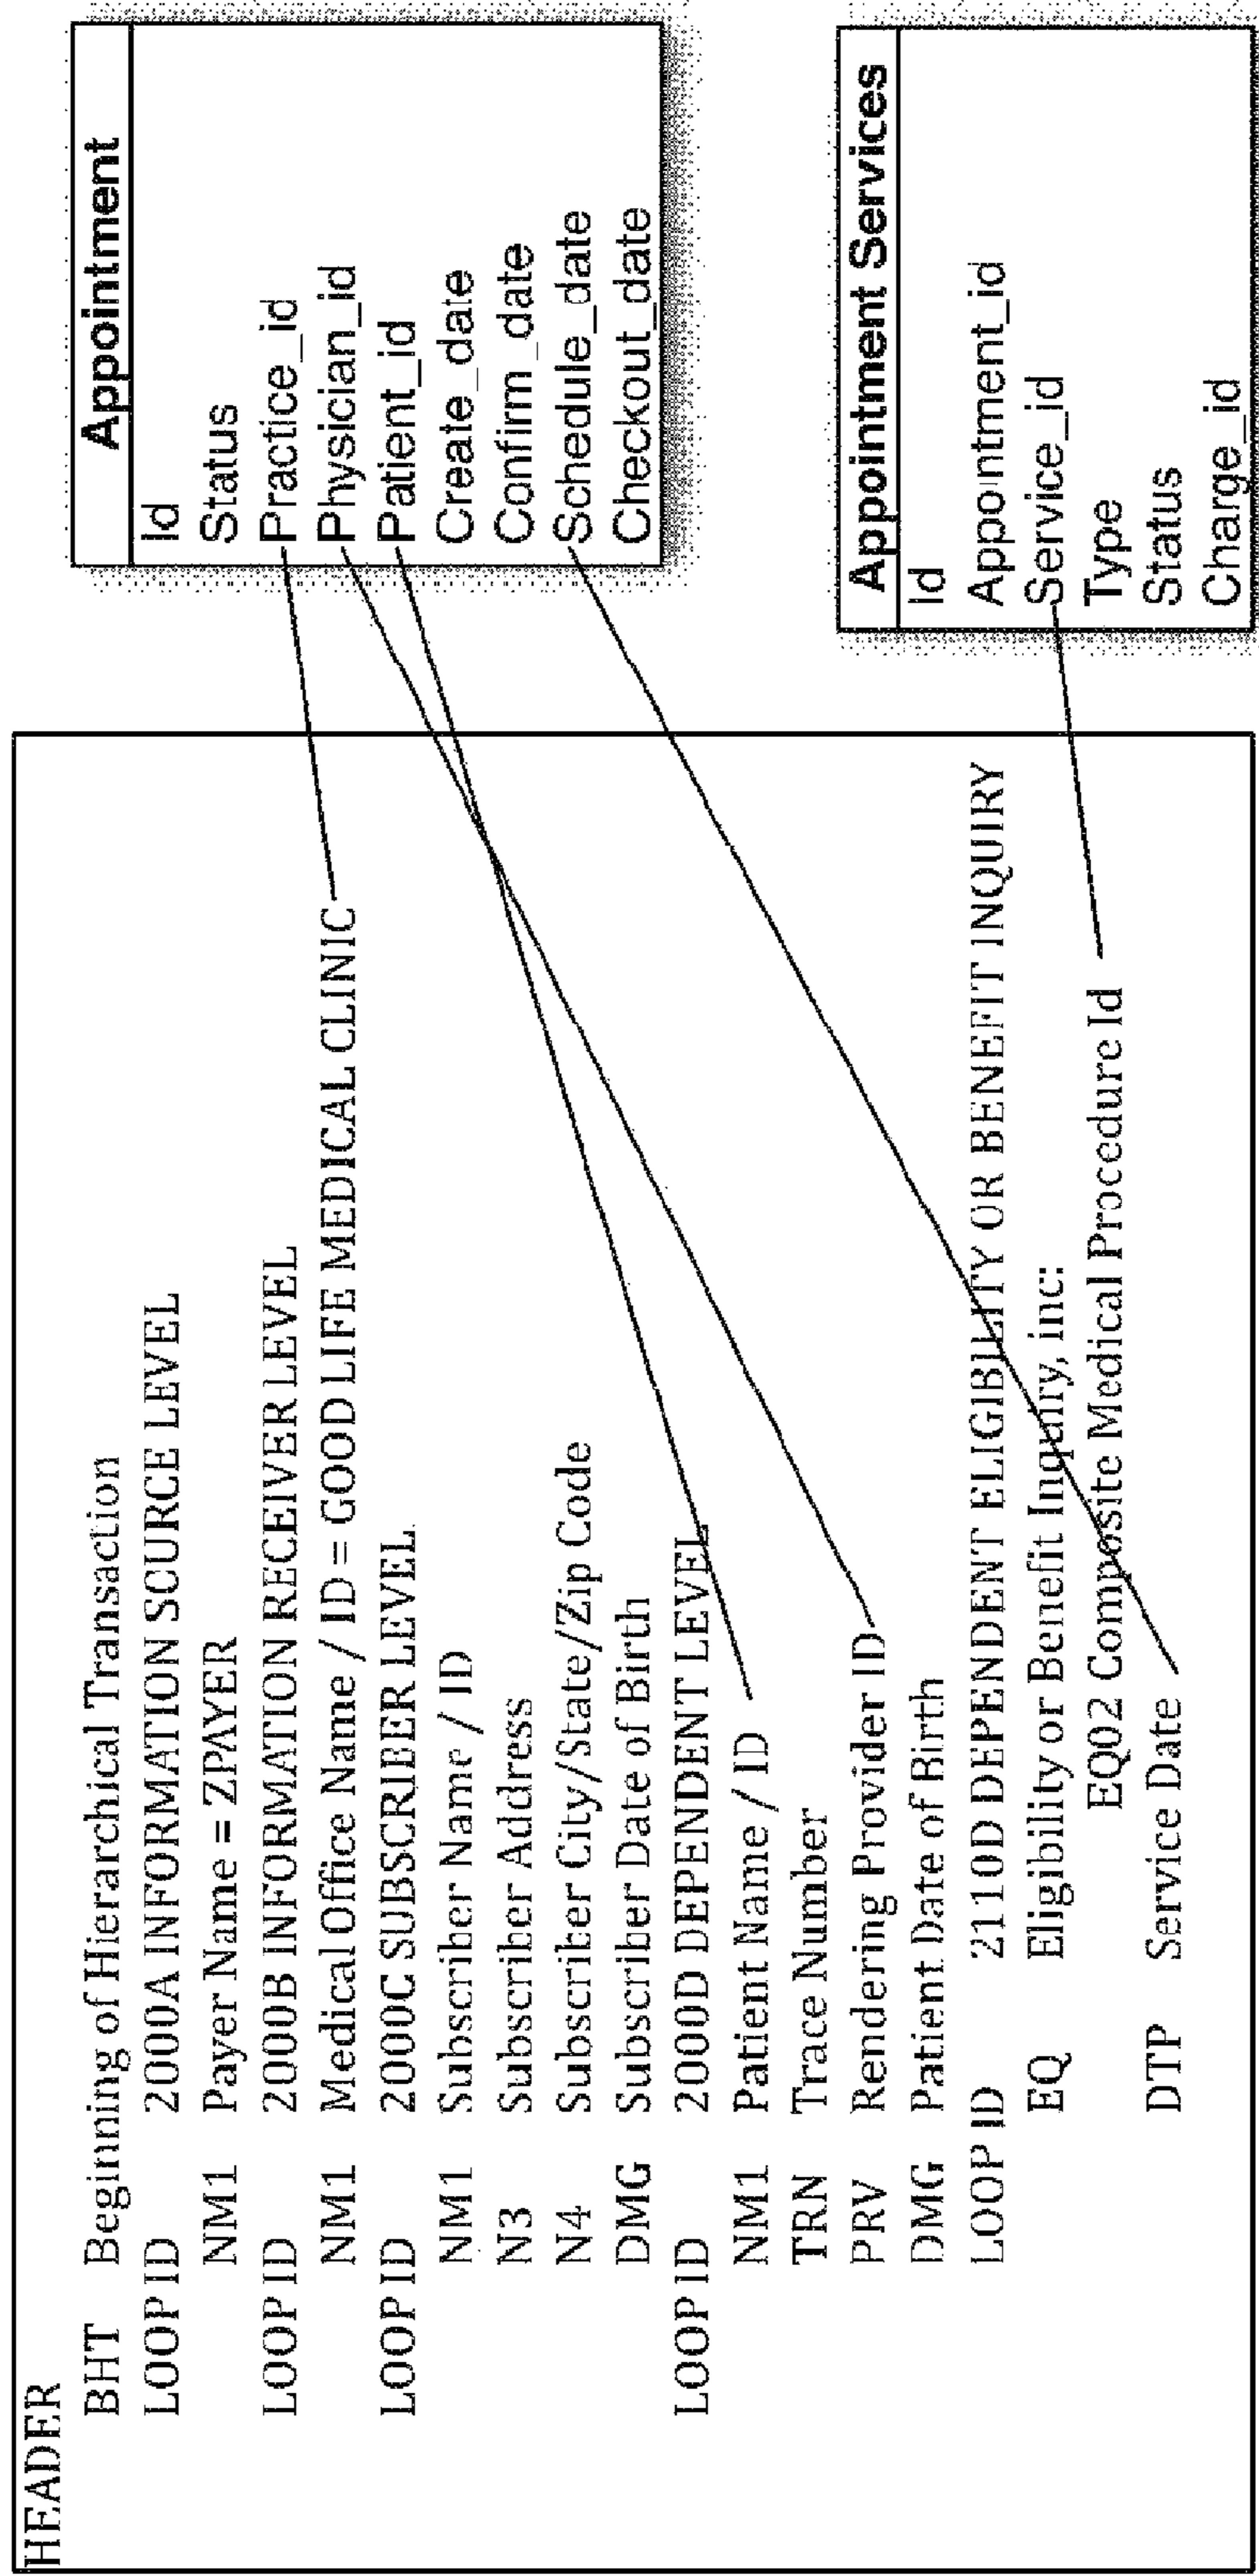 HEADER
BHT Beginning of Hierarchical Transaction
LOOP ID 2000A INFORMATION SOURCE LEVEL
NM1 Payer Name = ZPAYER
LOOP ID 2000B INFORMATION RECEIVER LEVEL
NM1 Medical Office Name / ID = GOOD LIFE MEDICAL CLINIC
LOOP ID 2000C SUBSCRIBER LEVEL
NM1 Subscriber Name / ID
N3 Subscriber Address
N4 Subscriber City/State/Zip Code
DMG Subscriber Date of Birth
LOOP ID 2000D DEPENDENT LEVEL
NM1 Patient Name / ID
TRN Trace Number
PRV Rendering Provider ID
DMG Patient Date of Birth
LOOP ID 2110D DEPENDENT ELIGIBILITY OR BENEFIT INQUIRY
EQ Eligibility or Benefit Inquiry, inc:
EQ02 Composite Medical Procedure Id
DTP Service Date
Appointment
Id
Status
Practice_id
Physician_id
Patient_id
Create_date
Confirm_date
Schedule_date
Checkout_date
Appointment Services
Id
Appointment_id
Service_id
Type
Status
Charge_id